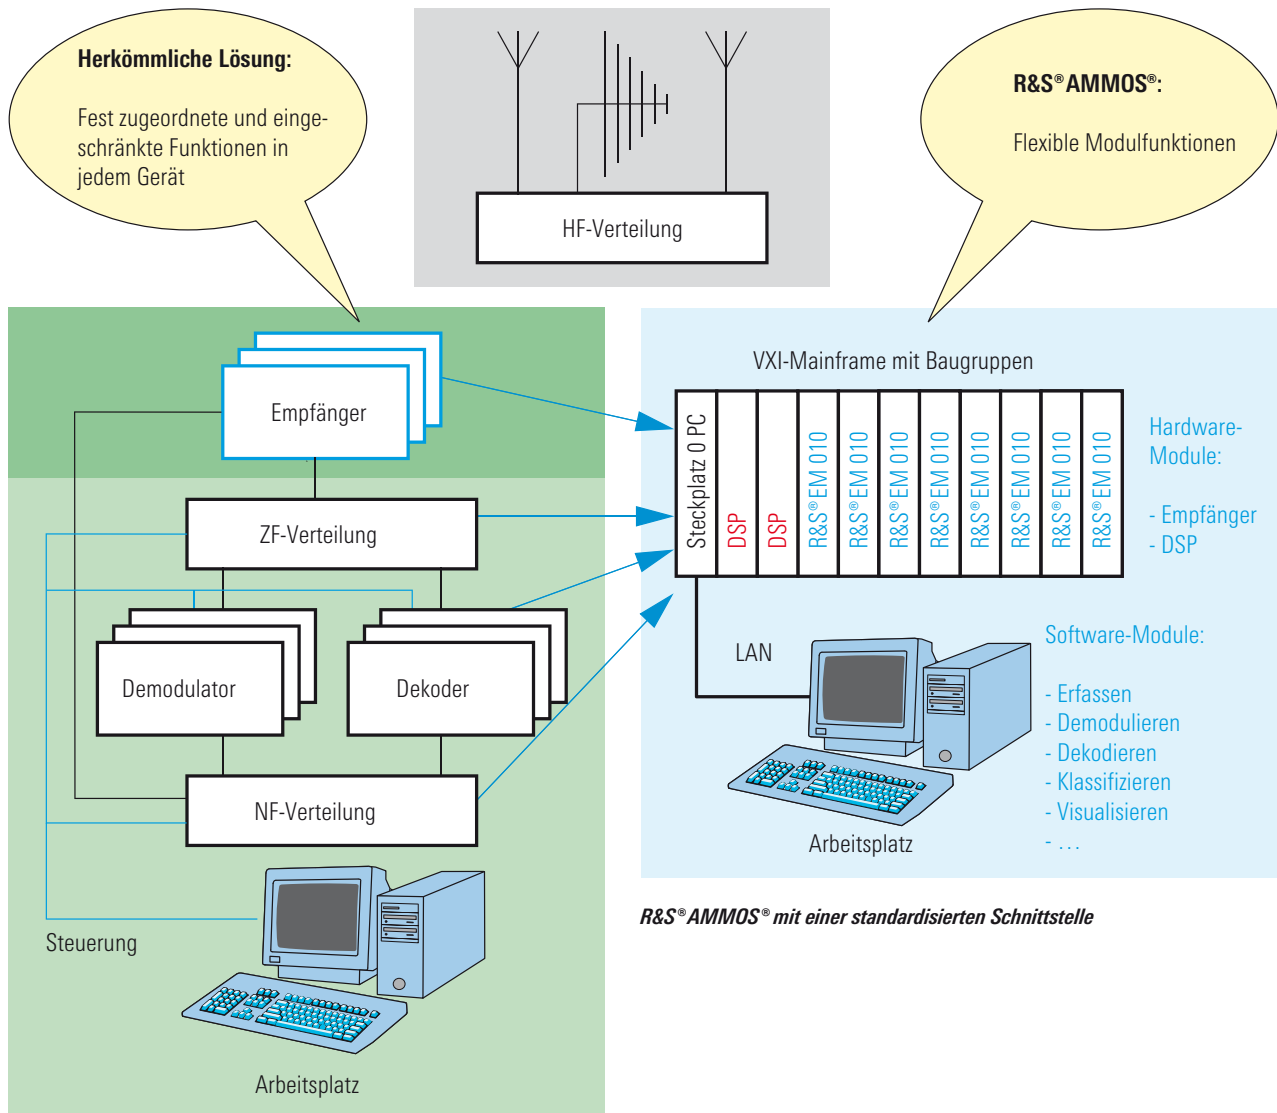 Herkömmliche Lösung:
Fest zugeordnete und einge-
schränkte Funktionen in
jedem Gerät
HF-Verteilung
R&S®AMMOS®:
Flexible Modulfunktionen
Empfänger
ZF-Verteilung
Demodulator
Dekoder
NF-Verteilung
Steuerung
Arbeitsplatz
VXI-Mainframe mit Baugruppen
Steckplatz 0 PC
DSP
DSP
R&S®EM 010
R&S®EM 010
R&S®EM 010
R&S®EM 010
R&S®EM 010
R&S®EM 010
R&S®EM 010
R&S®EM 010
Hardware-
Module:
- Empfänger
- DSP
LAN
Arbeitsplatz
Software-Module:
- Erfassen
- Demodulieren
- Dekodieren
- Klassifizieren
- Visualisieren
- ...
R&S®AMMOS® mit einer standardisierten Schnittstelle